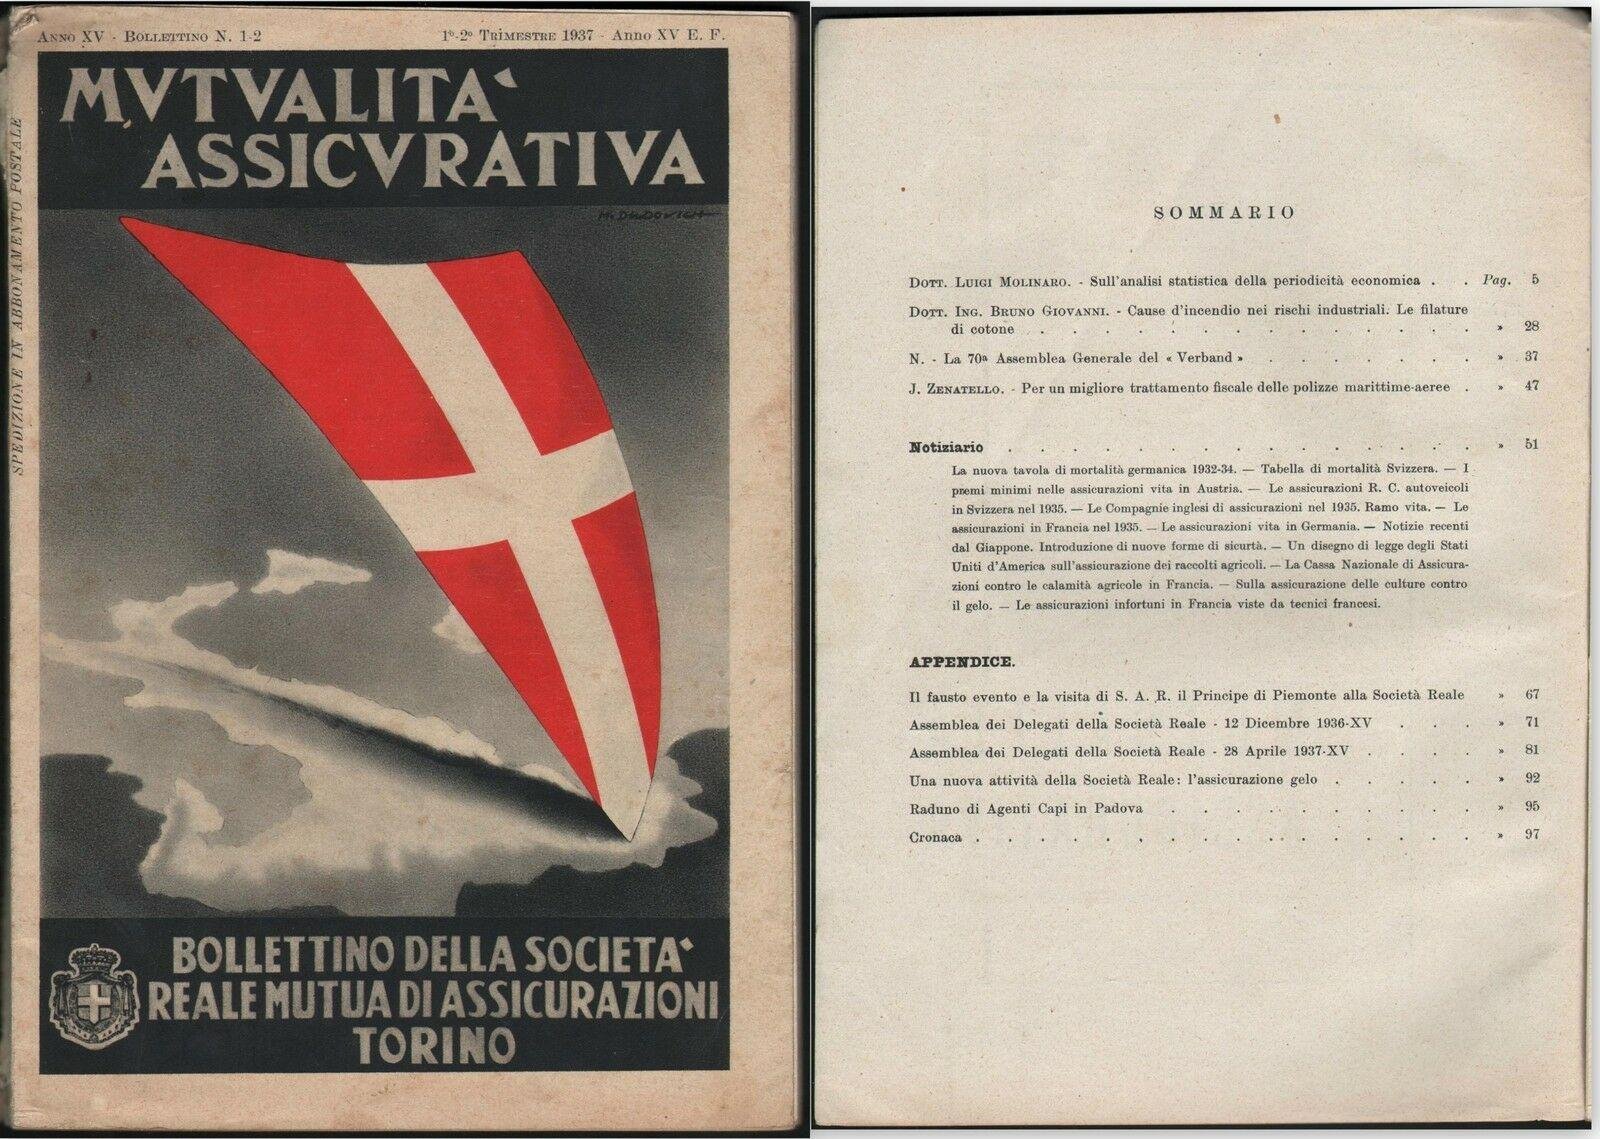 ANNO XV - BOLLETTINO N. 1-2
1º-2º TRIMESTRE 1937 - ANNO XV E. F.
SPEDIZIONE IN ABBONAMENTO POSTALE
MVTVALITA'
ASSICVRATIVA
M. DUDOVICH
BOLLETTINO DELLA SOCIETA'
REALE MUTUA DI ASSICURAZIONI
TORINO
SOMMARIO
DOTT. LUIGI MOLINARO. - Sull'analisi statistica della periodicità economica . . Pag. 5
DOTT. ING. BRUNO GIOVANNI. - Cause d'incendio nei rischi industriali. Le filature
di cotone . . . . . . . . . . . . . . » 28
N. - La 70ª Assemblea Generale del « Verband » . . . . . . . » 37
J. ZENATELLO. - Per un migliore trattamento fiscale delle polizze marittime-aeree . » 47
Notiziario . . . . . . . . . . . . . . . » 51
La nuova tavola di mortalità germanica 1932-34. — Tabella di mortalità Svizzera. — I
premi minimi nelle assicurazioni vita in Austria. — Le assicurazioni R. C. autoveicoli
in Svizzera nel 1935. — Le Compagnie inglesi di assicurazioni nel 1935. Ramo vita. — Le
assicurazioni in Francia nel 1935. — Le assicurazioni vita in Germania. — Notizie recenti
dal Giappone. Introduzione di nuove forme di sicurtà. — Un disegno di legge degli Stati
Uniti d'America sull'assicurazione dei raccolti agricoli. — La Cassa Nazionale di Assicura-
zioni contro le calamità agricole in Francia. — Sulla assicurazione delle culture contro
il gelo. — Le assicurazioni infortuni in Francia viste da tecnici francesi.
APPENDICE.
Il fausto evento e la visita di S. A. R. il Principe di Piemonte alla Società Reale » 67
Assemblea dei Delegati della Società Reale - 12 Dicembre 1936-XV . . . » 71
Assemblea dei Delegati della Società Reale - 28 Aprile 1937-XV . . . . » 81
Una nuova attività della Società Reale: l'assicurazione gelo . . . . . » 92
Raduno di Agenti Capi in Padova . . . . . . . . . . » 95
Cronaca . . . . . . . . . . . . . . . . » 97